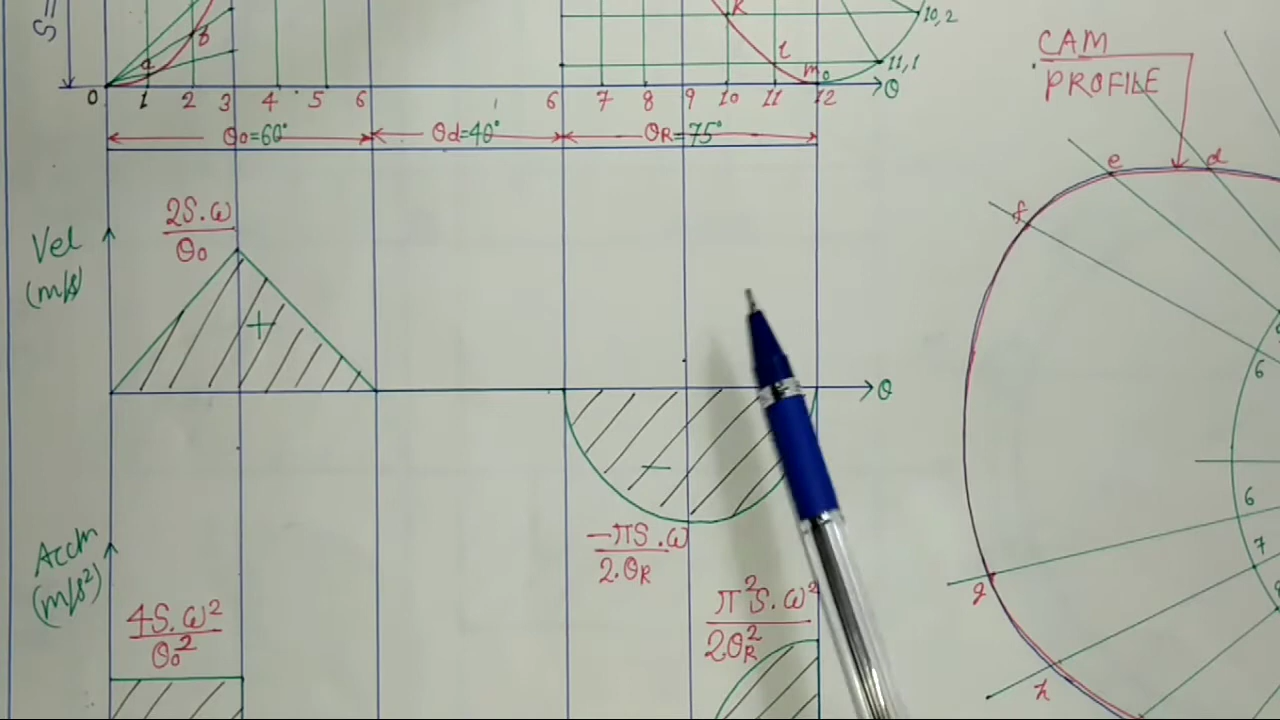 S=
a
b
k
l
m
10,2
11,1
0 1 2 3 4 5 6 6 7 8 9 10 11 12 θ
θo=60° θd=40° θR=75°
CAM
PROFILE
e
d
f
g
h
6
6
7
Vel
(m/s)
2S.ω
θo
+
θ
-
-πS.ω
2.θR
Accn
(m/s²)
4S.ω²
θo²
π²S.ω²
2θR²